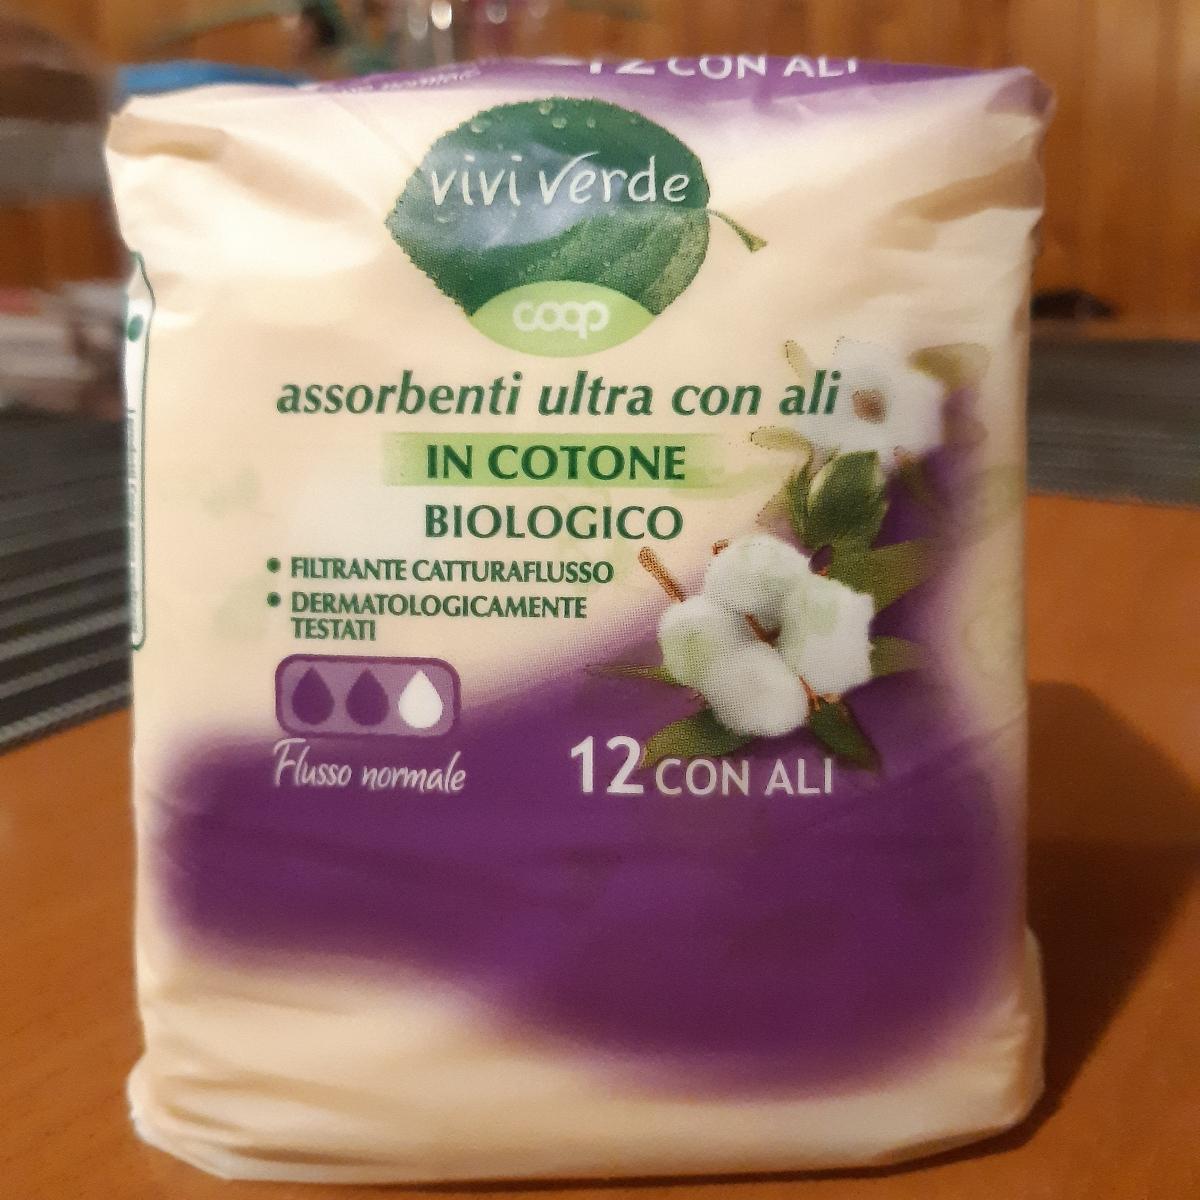 12 CON ALI
vivi verde
coop
assorbenti ultra con ali
IN COTONE
BIOLOGICO
• FILTRANTE CATTURAFLUSSO
• DERMATOLOGICAMENTE
TESTATI
Flusso normale
12 CON ALI